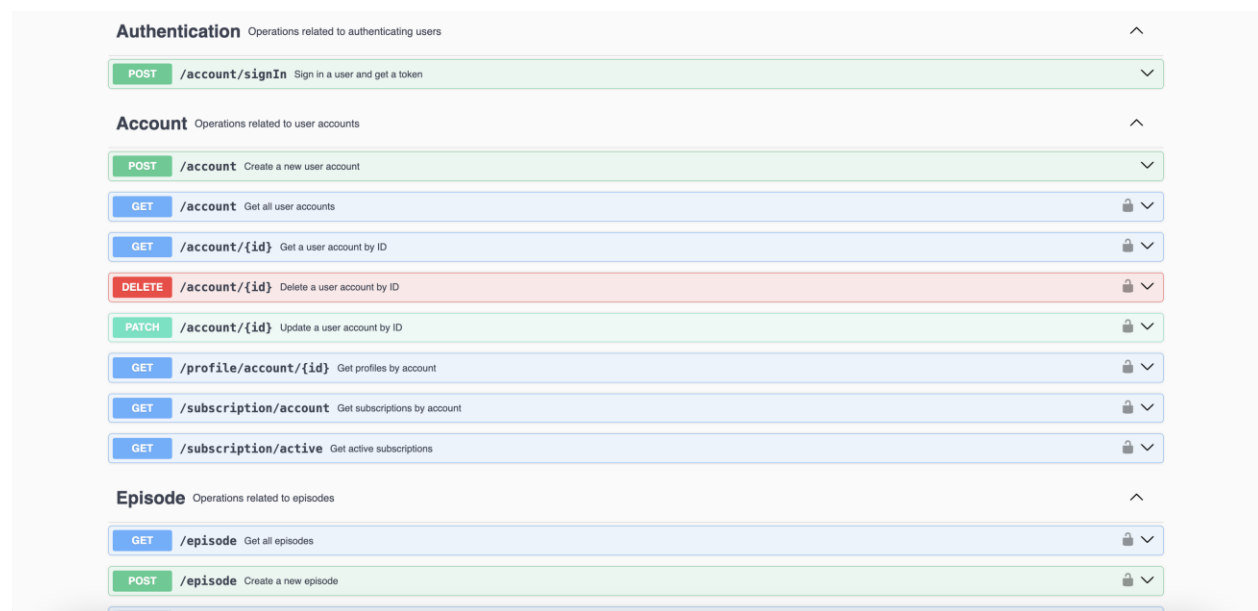 Authentication Operations related to authenticating users
POST /account/signIn Sign in a user and get a token
Account Operations related to user accounts
POST /account Create a new user account
GET /account Get all user accounts
GET /account/{id} Get a user account by ID
DELETE /account/{id} Delete a user account by ID
PATCH /account/{id} Update a user account by ID
GET /profile/account/{id} Get profiles by account
GET /subscription/account Get subscriptions by account
GET /subscription/active Get active subscriptions
Episode Operations related to episodes
GET /episode Get all episodes
POST /episode Create a new episode